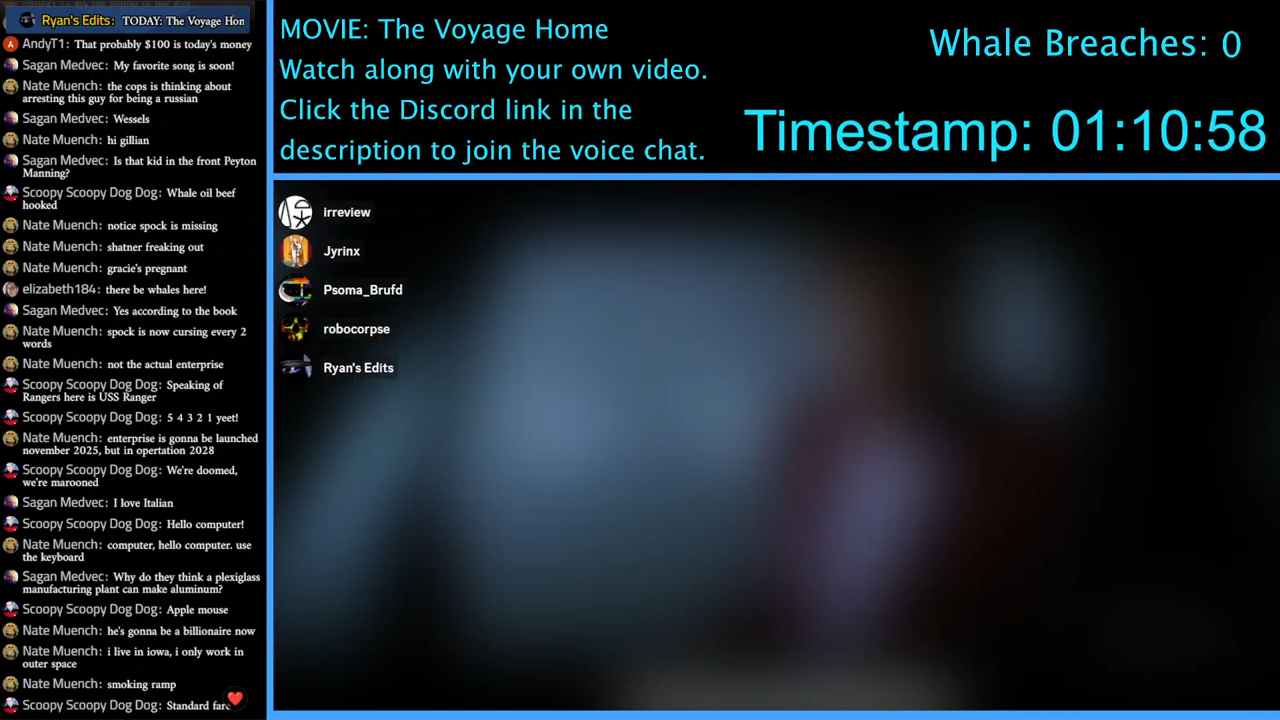 Ryan's Edits: TODAY: The Voyage Hon
AndyT1: That probably $100 is today's money
Sagan Medvec: My favorite song is soon!
Nate Muench: the cops is thinking about
arresting this guy for being a russian
Sagan Medvec: Wessels
Nate Muench: hi gillian
Sagan Medvec: Is that kid in the front Peyton
Manning?
Scoopy Scoopy Dog Dog: Whale oil beef
hooked
Nate Muench: notice spock is missing
Nate Muench: shatner freaking out
Nate Muench: gracie's pregnant
elizabeth184: there be whales here!
Sagan Medvec: Yes according to the book
Nate Muench: spock is now cursing every 2
words
Nate Muench: not the actual enterprise
Scoopy Scoopy Dog Dog: Speaking of
Rangers here is USS Ranger
Scoopy Scoopy Dog Dog: 5 4 3 2 1 yeet!
Nate Muench: enterprise is gonna be launched
november 2025, but in opertation 2028
Scoopy Scoopy Dog Dog: We're doomed,
we're marooned
Sagan Medvec: I love Italian
Scoopy Scoopy Dog Dog: Hello computer!
Nate Muench: computer, hello computer. use
the keyboard
Sagan Medvec: Why do they think a plexiglass
manufacturing plant can make aluminum?
Scoopy Scoopy Dog Dog: Apple mouse
Nate Muench: he's gonna be a billionaire now
Nate Muench: i live in iowa, i only work in
outer space
Nate Muench: smoking ramp
Scoopy Scoopy Dog Dog: Standard fare
MOVIE: The Voyage Home
Watch along with your own video.
Click the Discord link in the
description to join the voice chat.
Whale Breaches: 0
Timestamp: 01:10:58
irreview
Jyrinx
Psoma_Brufd
robocorpse
Ryan's Edits